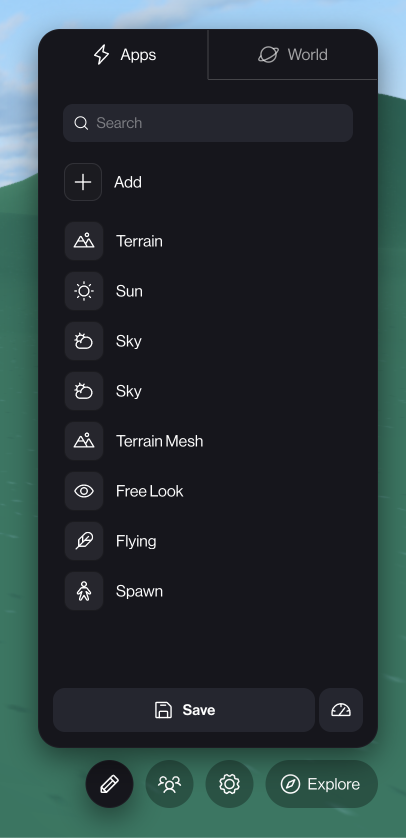 Apps
World
Search
Add
Terrain
Sun
Sky
Sky
Terrain Mesh
Free Look
Flying
Spawn
Save
Explore